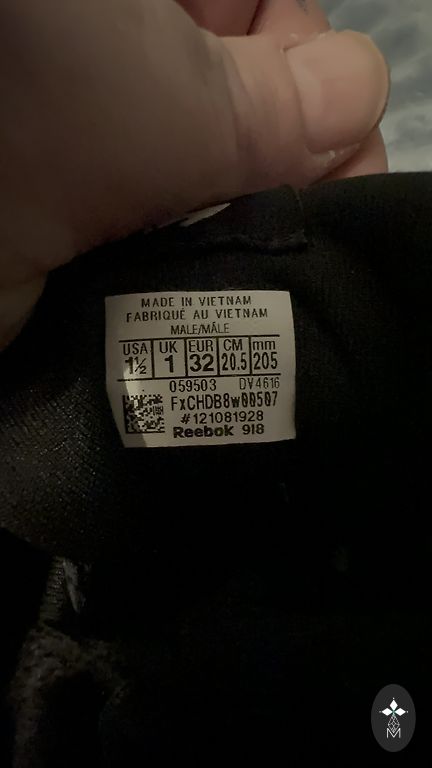 MADE IN VIETNAM
FABRIQUÉ AU VIETNAM
MALE/MÂLE
USA UK EUR CM mm
1½ 1 32 20.5 205
059503 DV4616
FxCHDB8w00507
#121081928
Reebok 918
M